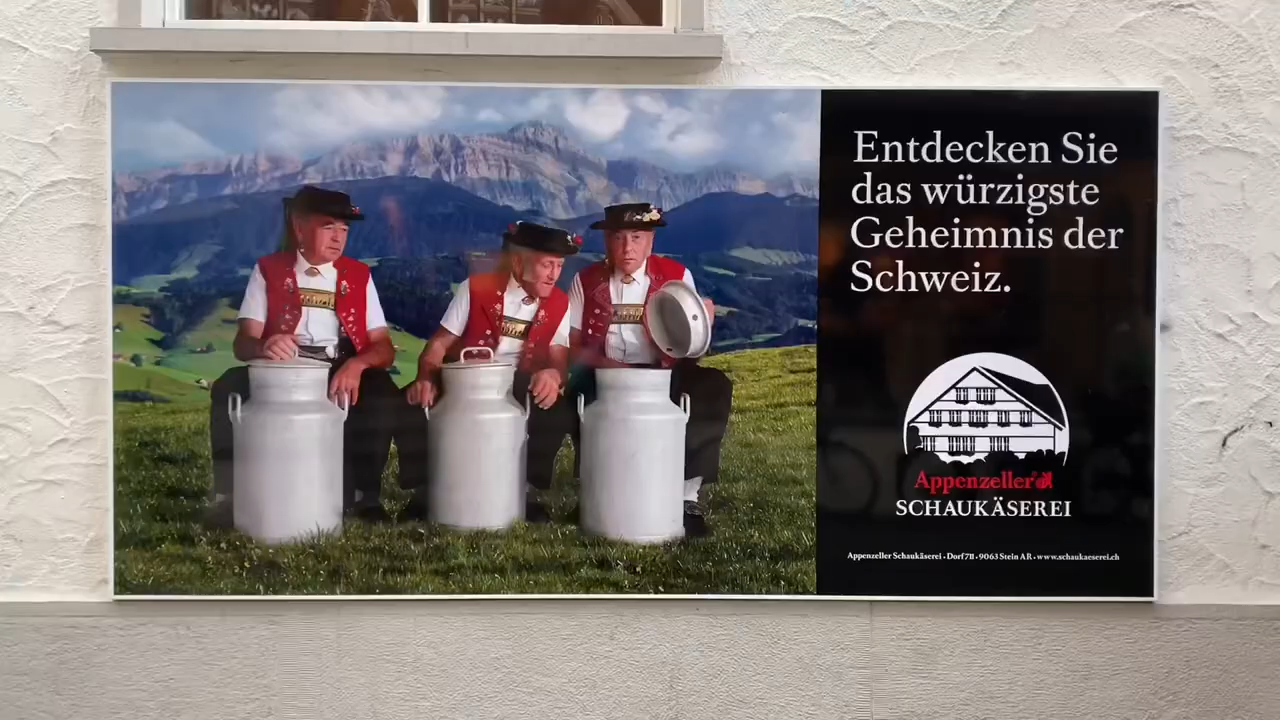 Entdecken Sie
das würzigste
Geheimnis der
Schweiz.
Appenzeller
SCHAUKÄSEREI
Appenzeller Schaukäserei • Dorf 711 • 9063 Stein AR • www.schaukaeserei.ch